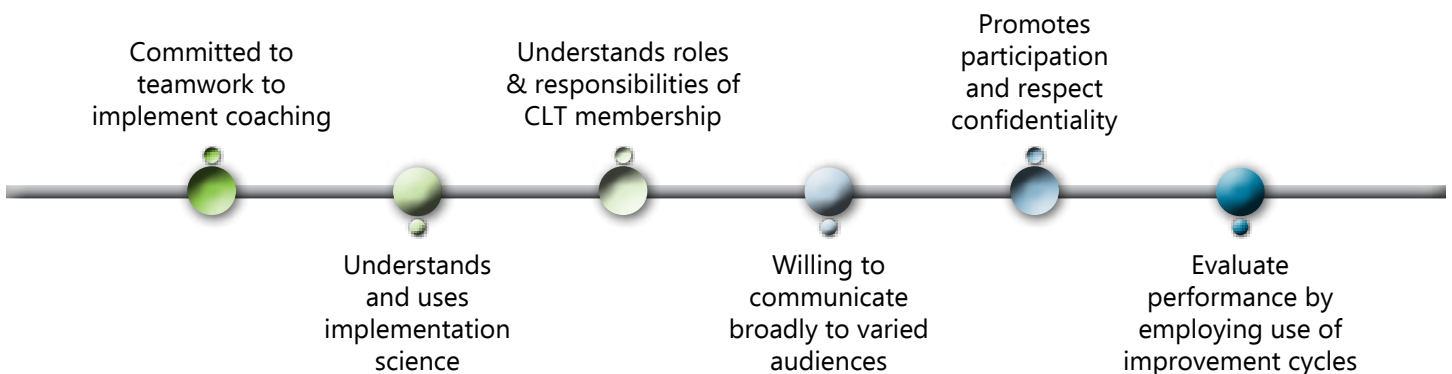 Committed to
teamwork to
implement coaching
Understands
and uses
implementation
science
Understands roles
& responsibilities of
CLT membership
Willing to
communicate
broadly to varied
audiences
Promotes
participation
and respect
confidentiality
Evaluate
performance by
employing use of
improvement cycles